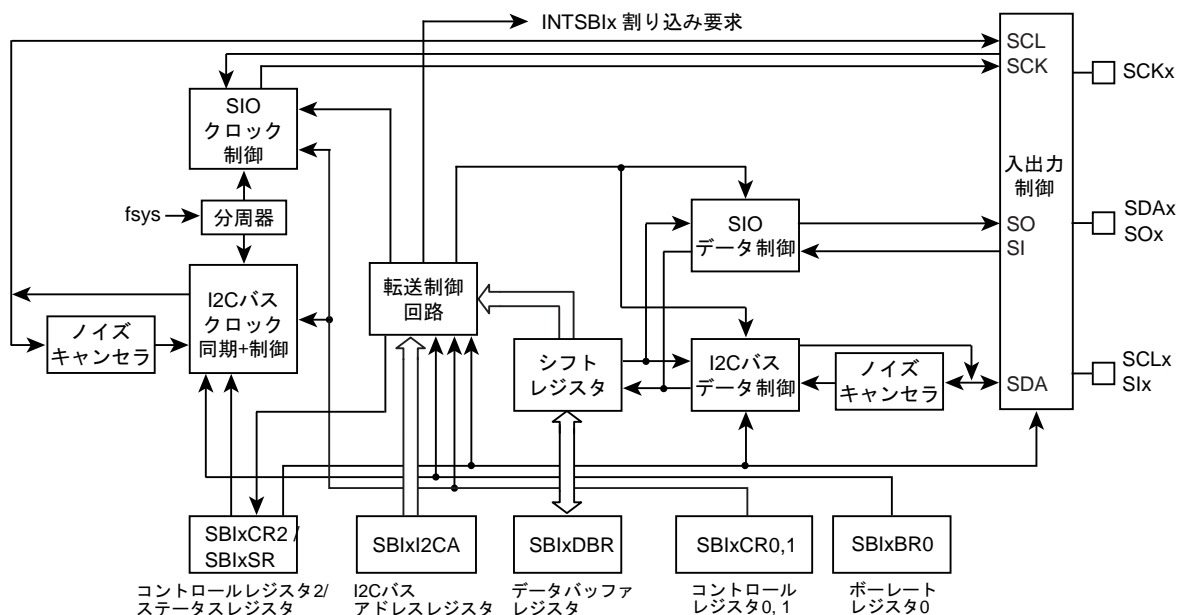 INTSBIx 割り込み要求
SCL
SCK
SCKx
SIO
クロック
制御
入出力
制御
fsys
分周器
SIO
データ制御
SO
SI
SDAx
SOx
I2Cバス
クロック
同期+制御
転送制御
回路
ノイズ
キャンセラ
シフト
レジスタ
I2Cバス
データ制御
ノイズ
キャンセラ
SDA
SCLx
SIx
SBIxCR2 /
SBIxSR
SBIxI2CA
SBIxDBR
SBIxCR0,1
SBIxBR0
コントロールレジスタ2/
ステータスレジスタ
I2Cバス
アドレスレジスタ
データバッファ
レジスタ
コントロール
レジスタ0, 1
ボーレート
レジスタ0